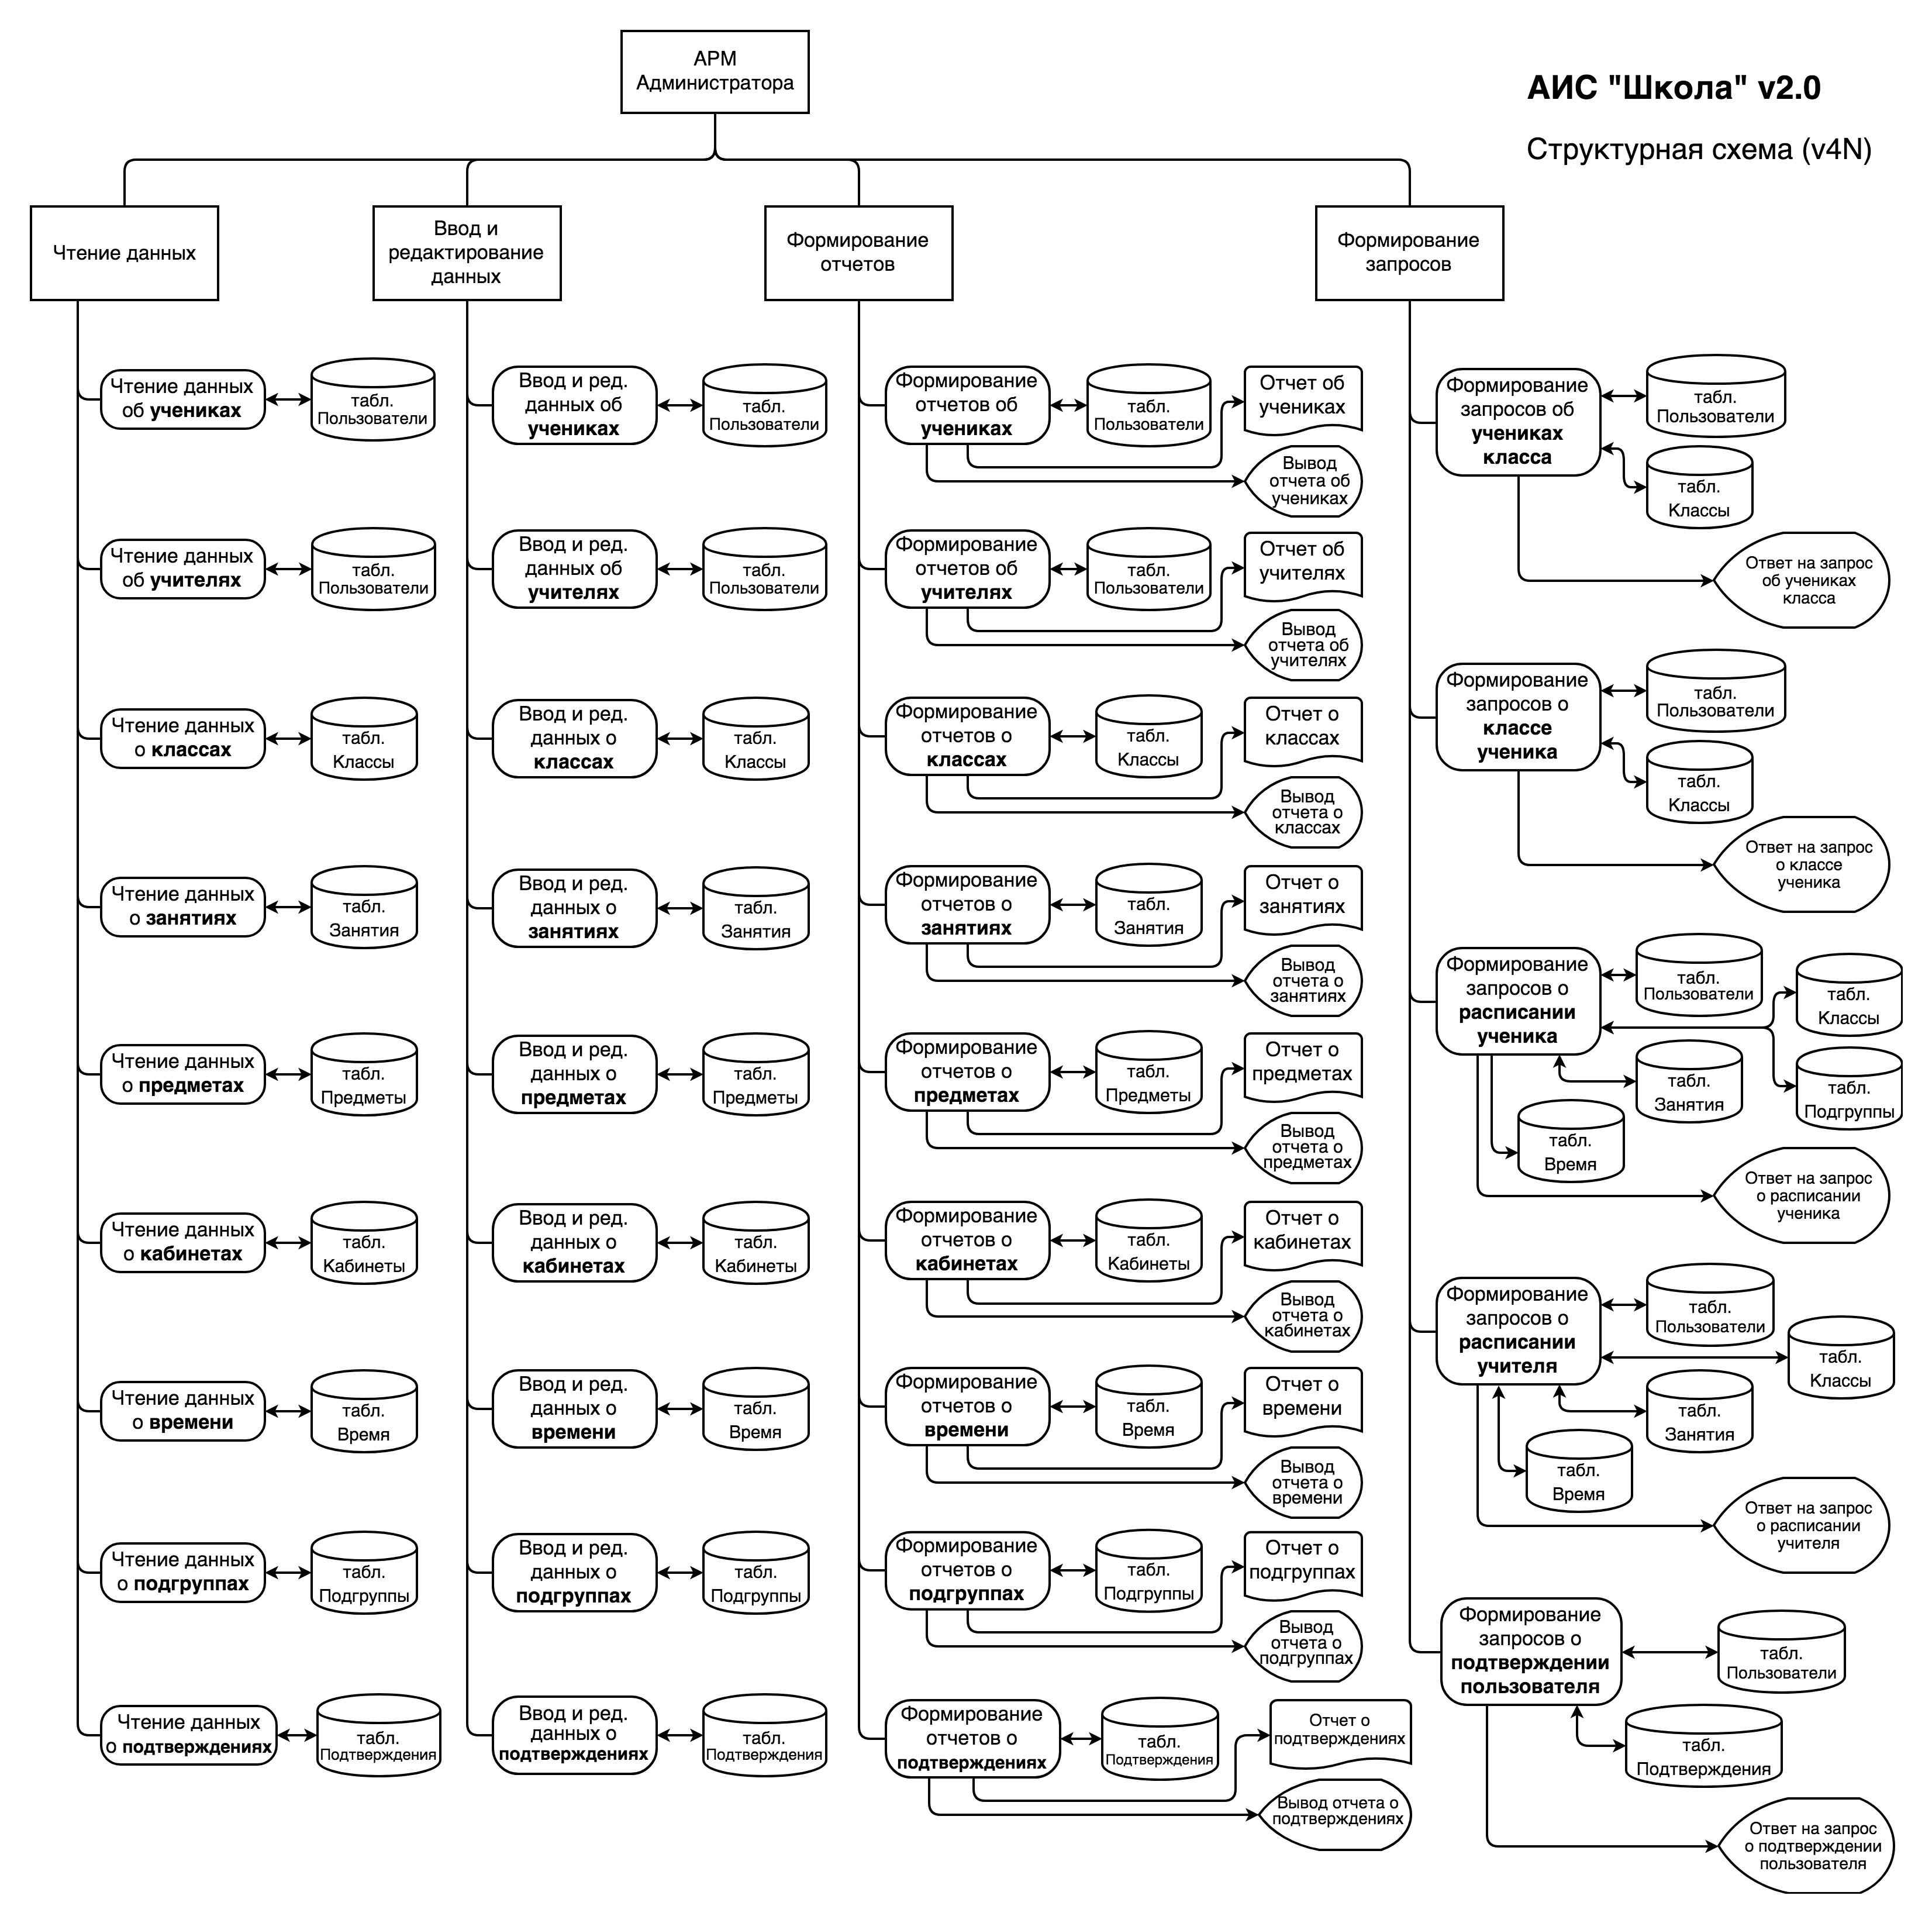 АРМ
Администратора
АИС "Школа" v2.0
Структурная схема (v4N)
Чтение данных
Ввод и
редактирование
данных
Формирование
отчетов
Формирование
запросов
Чтение данных
об учениках
табл.
Пользователи
Чтение данных
об учителях
табл.
Пользователи
Чтение данных
о классах
табл.
Классы
Чтение данных
о занятиях
табл.
Занятия
Чтение данных
о предметах
табл.
Предметы
Чтение данных
о кабинетах
табл.
Кабинеты
Чтение данных
о времени
табл.
Время
Чтение данных
о подгруппах
табл.
Подгруппы
Чтение данных
о подтверждениях
табл.
Подтверждения
Ввод и ред.
данных об
учениках
табл.
Пользователи
Ввод и ред.
данных об
учителях
табл.
Пользователи
Ввод и ред.
данных о
классах
табл.
Классы
Ввод и ред.
данных о
занятиях
табл.
Занятия
Ввод и ред.
данных о
предметах
табл.
Предметы
Ввод и ред.
данных о
кабинетах
табл.
Кабинеты
Ввод и ред.
данных о
времени
табл.
Время
Ввод и ред.
данных о
подгруппах
табл.
Подгруппы
Ввод и ред.
данных о
подтверждениях
табл.
Подтверждения
Формирование
отчетов об
учениках
табл.
Пользователи
Отчет об
учениках
Вывод
отчета об
учениках
Формирование
отчетов об
учителях
табл.
Пользователи
Отчет об
учителях
Вывод
отчета об
учителях
Формирование
отчетов о
классах
табл.
Классы
Отчет о
классах
Вывод
отчета о
классах
Формирование
отчетов о
занятиях
табл.
Занятия
Отчет о
занятиях
Вывод
отчета о
занятиях
Формирование
отчетов о
предметах
табл.
Предметы
Отчет о
предметах
Вывод
отчета о
предметах
Формирование
отчетов о
кабинетах
табл.
Кабинеты
Отчет о
кабинетах
Вывод
отчета о
кабинетах
Формирование
отчетов о
времени
табл.
Время
Отчет о
времени
Вывод
отчета о
времени
Формирование
отчетов о
подгруппах
табл.
Подгруппы
Отчет о
подгруппах
Вывод
отчета о
подгруппах
Формирование
отчетов о
подтверждениях
табл.
Подтверждения
Отчет о
подтверждениях
Вывод отчета о
подтверждениях
Формирование
запросов об
учениках
класса
табл.
Пользователи
табл.
Классы
Ответ на запрос
об учениках
класса
Формирование
запросов о
классе
ученика
табл.
Пользователи
табл.
Классы
Ответ на запрос
о классе
ученика
Формирование
запросов о
расписании
ученика
табл.
Пользователи
табл.
Классы
табл.
Занятия
табл.
Подгруппы
табл.
Время
Ответ на запрос
о расписании
ученика
Формирование
запросов о
расписании
учителя
табл.
Пользователи
табл.
Классы
табл.
Занятия
табл.
Время
Ответ на запрос
о расписании
учителя
Формирование
запросов о
подтверждении
пользователя
табл.
Пользователи
табл.
Подтверждения
Ответ на запрос
о подтверждении
пользователя